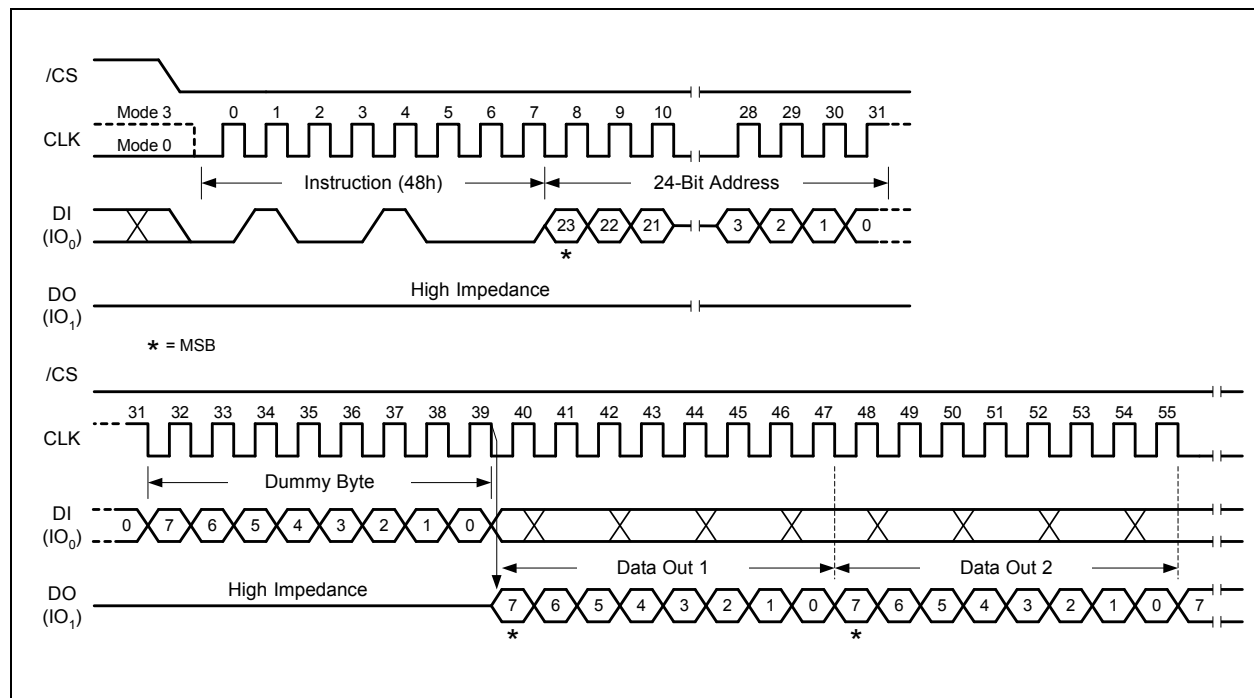 /CS
Mode 3 0 1 2 3 4 5 6 7 8 9 10 28 29 30 31
CLK
Mode 0
Instruction (48h) 24-Bit Address
DI
(IO0) 23 22 21 3 2 1 0
*
High Impedance
DO
(IO1)
* = MSB
/CS
31 32 33 34 35 36 37 38 39 40 41 42 43 44 45 46 47 48 49 50 51 52 53 54 55
CLK
Dummy Byte
DI
(IO0) 0 7 6 5 4 3 2 1 0
Data Out 1 Data Out 2
High Impedance
DO
(IO1) 7 6 5 4 3 2 1 0 7 6 5 4 3 2 1 0 7
* *